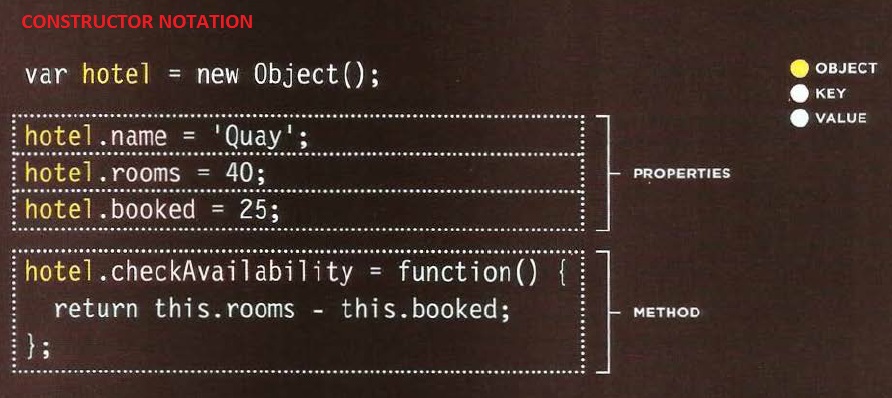 CONSTRUCTOR NOTATION
var hotel = new Object();
OBJECT
KEY
VALUE
hotel.name = 'Quay';
hotel.rooms = 40;
hotel.booked = 25;
PROPERTIES
hotel.checkAvailability = function() {
return this.rooms - this.booked;
};
METHOD